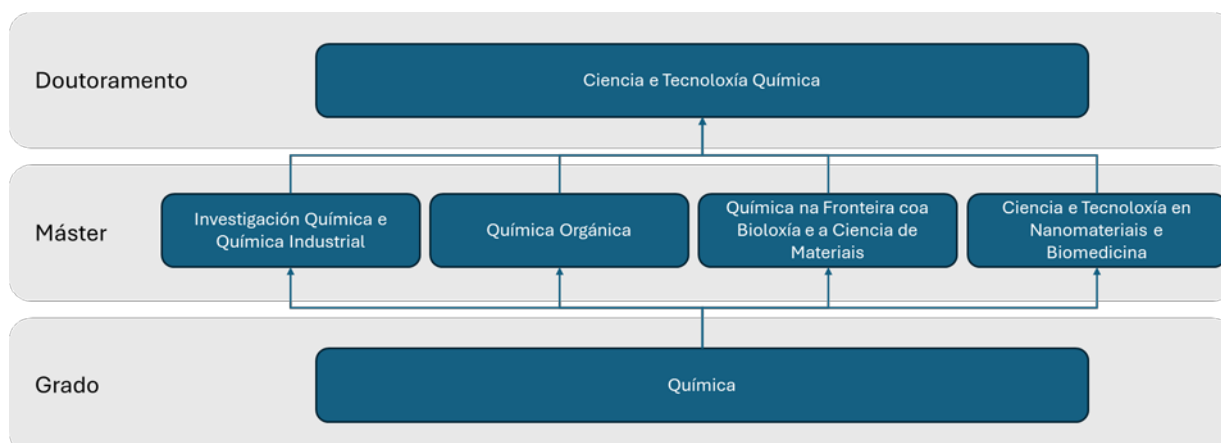 Doutoramento
Ciencia e Tecnoloxía Química
Máster
Investigación Química e
Química Industrial
Química Orgánica
Química na Fronteira coa
Bioloxía e a Ciencia de
Materiais
Ciencia e Tecnoloxía en
Nanomateriais e
Biomedicina
Grado
Química